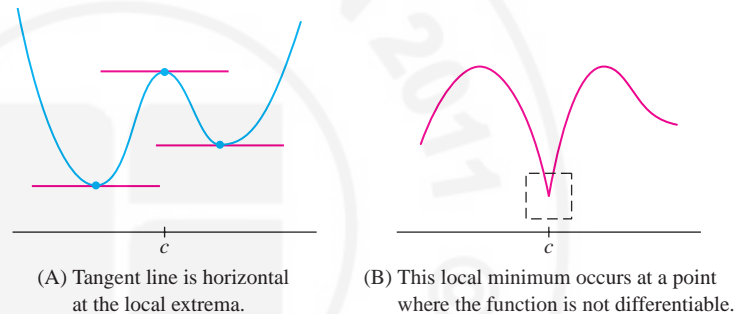 2011
c
c
(A) Tangent line is horizontal
at the local extrema.
(B) This local minimum occurs at a point
where the function is not differentiable.